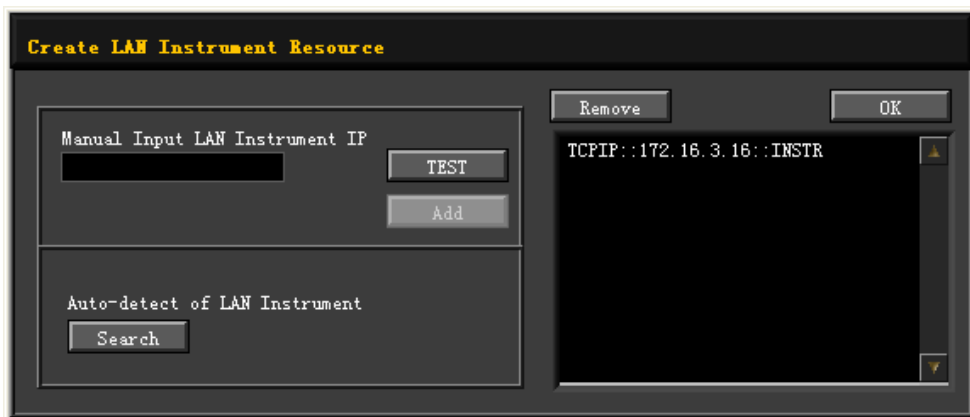 Create LAN Instrument Resource
Manual Input LAN Instrument IP
TEST
Add
Auto-detect of LAN Instrument
Search
Remove
OK
TCPIP::172.16.3.16::INSTR